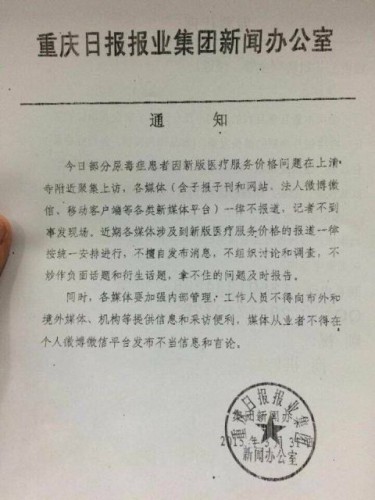 重庆日报报业集团新闻办公室
通 知
今日部分尿毒症患者因新版医疗服务价格问题在上清
寺附近聚集上访，各媒体（含子报子刊和网站、法人微博微
信、移动客户端等各类新媒体平台）一律不报道，记者不到
事发现场。近期各媒体涉及到新版医疗服务价格的报道一律
按统一安排进行，不擅自发布消息，不组织讨论和调查，不
炒作负面话题和衍生话题，拿不住的问题及时报告。
同时，各媒体要加强内部管理，工作人员不得向市外和
境外媒体、机构等提供信息和采访便利，媒体从业者不得在
个人微博微信平台发布不当信息和言论。
重庆日报报业集团
2015年3月31日
新闻办公室